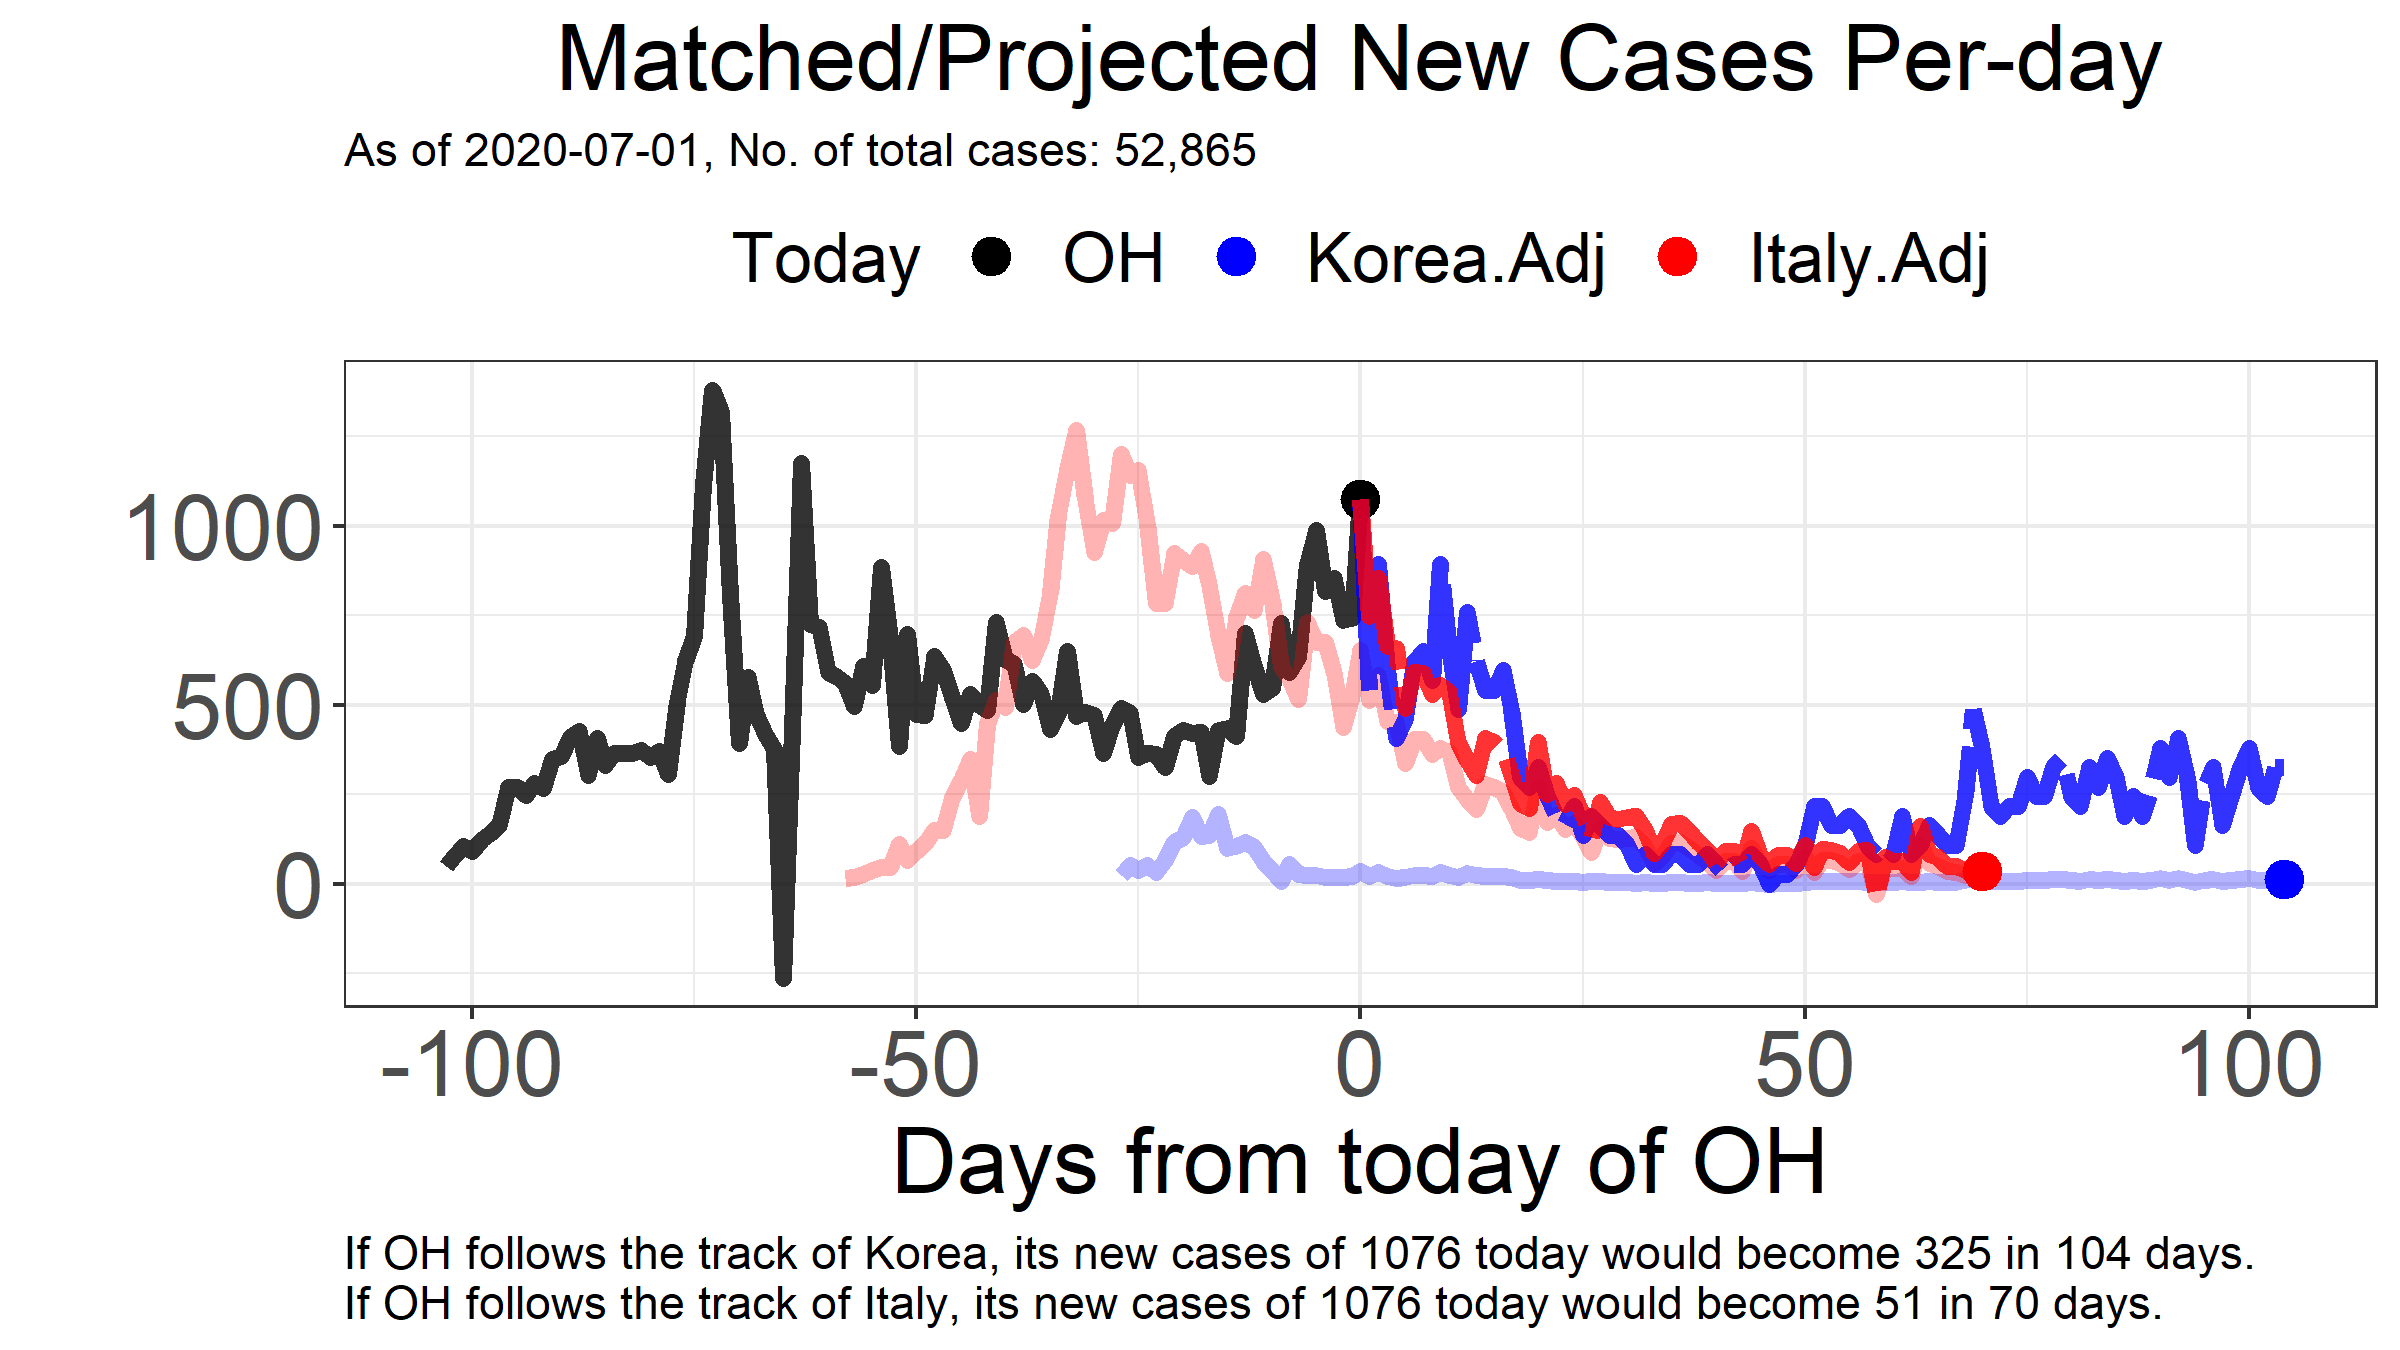 Matched/Projected New Cases Per-day
As of 2020-07-01, No. of total cases: 52,865
Today OH Korea.Adj Italy.Adj
1000
500
0
-100 -50 0 50 100
Days from today of OH
If OH follows the track of Korea, its new cases of 1076 today would become 325 in 104 days.
If OH follows the track of Italy, its new cases of 1076 today would become 51 in 70 days.